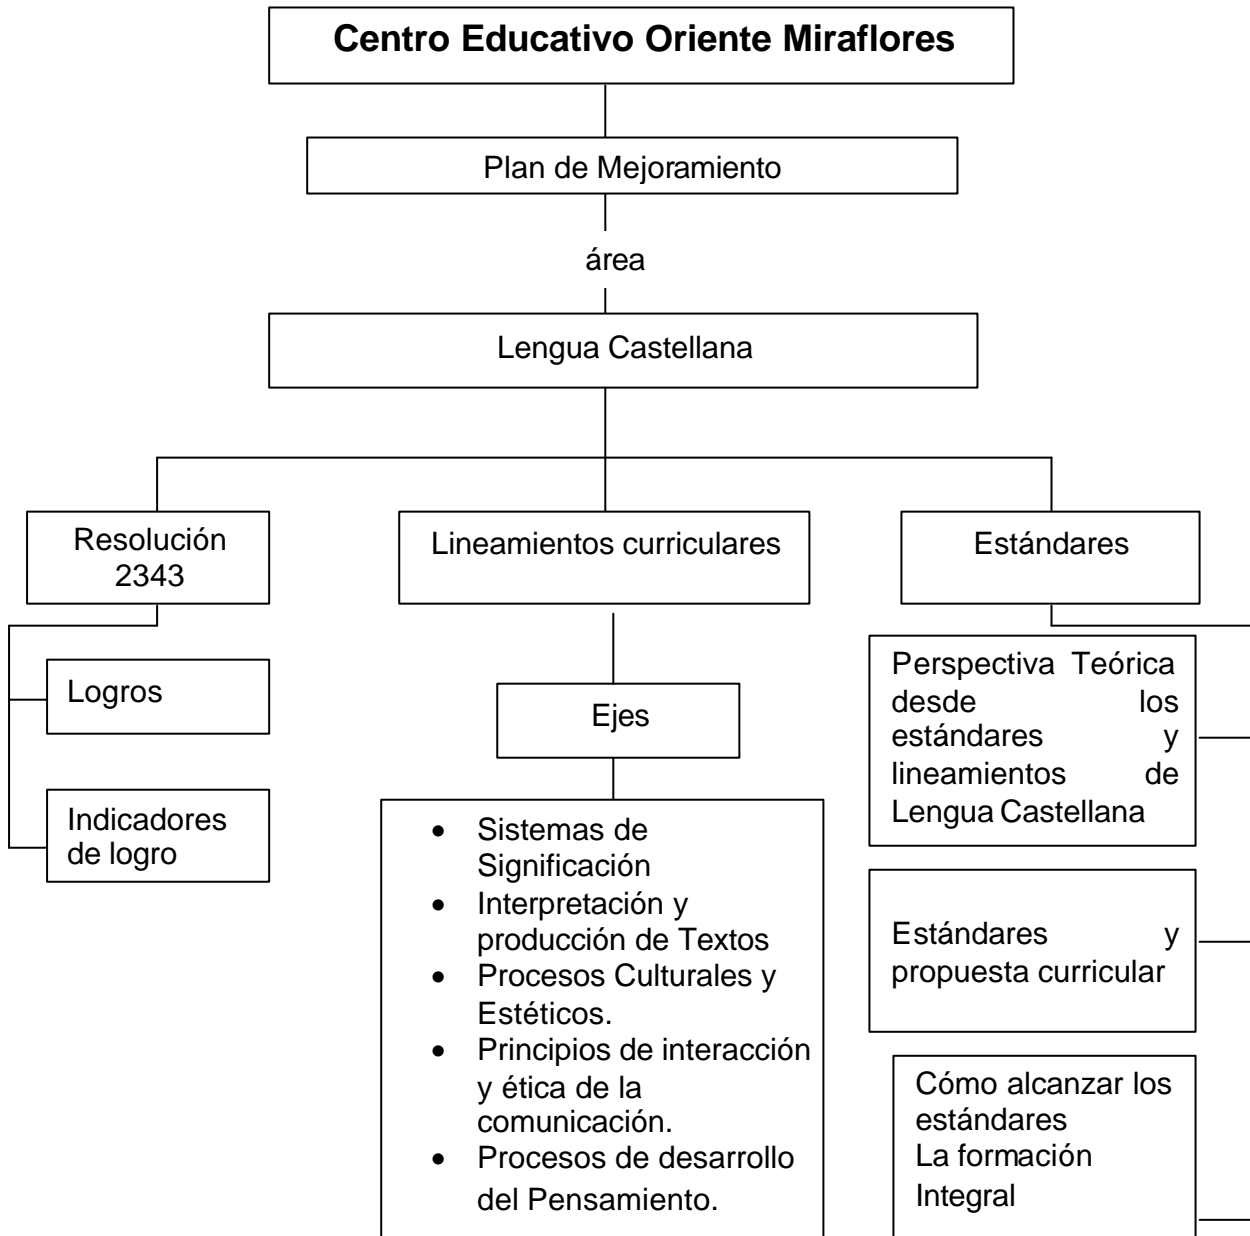 Centro Educativo Oriente Miraflores
Plan de Mejoramiento
área
Lengua Castellana
Resolución
2343
Logros
Indicadores
de logro
Lineamientos curriculares
Ejes
• Sistemas de
Significación
• Interpretación y
producción de Textos
• Procesos Culturales y
Estéticos.
• Principios de interacción
y ética de la
comunicación.
• Procesos de desarrollo
del Pensamiento.
Estándares
Perspectiva Teórica
desde los
estándares y
lineamientos de
Lengua Castellana
Estándares y
propuesta curricular
Cómo alcanzar los
estándares
La formación
Integral